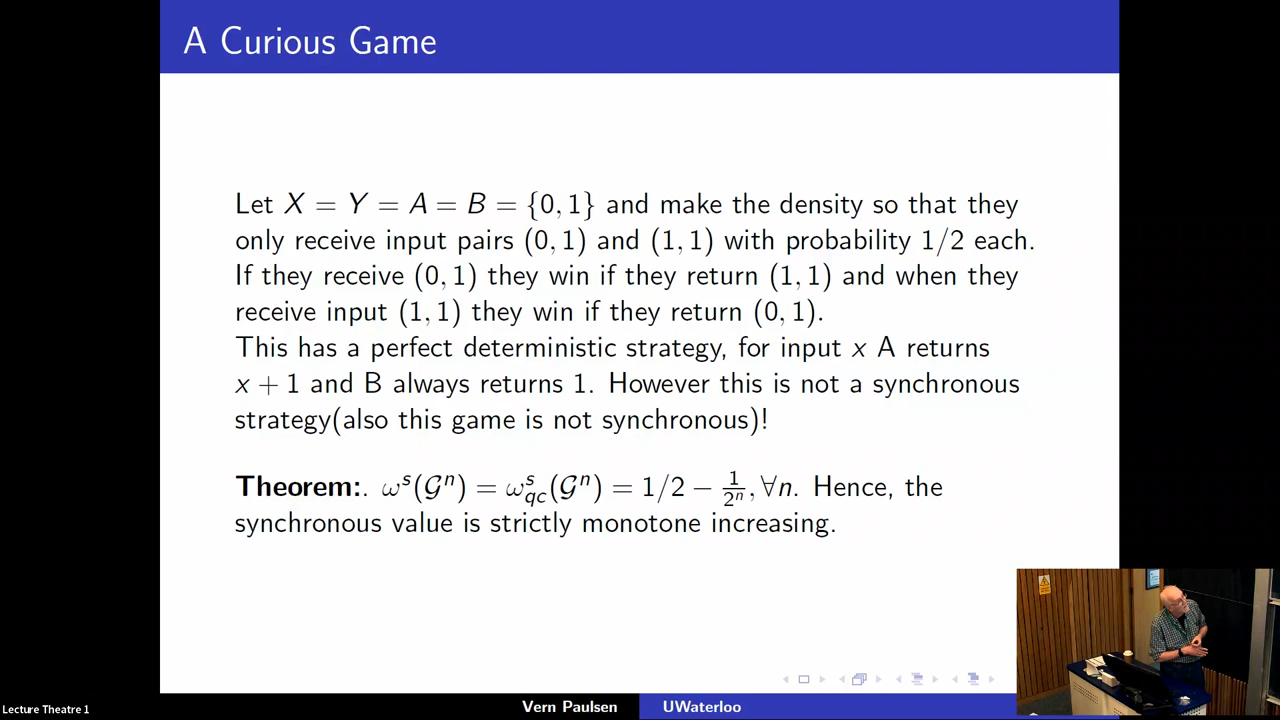 A Curious Game
Let X = Y = A = B = {0, 1} and make the density so that they
only receive input pairs (0, 1) and (1, 1) with probability 1/2 each.
If they receive (0, 1) they win if they return (1, 1) and when they
receive input (1, 1) they win if they return (0, 1).
This has a perfect deterministic strategy, for input x A returns
x + 1 and B always returns 1. However this is not a synchronous
strategy(also this game is not synchronous)!
Theorem:. ω^s(𝒢^n) = ω^s_{qc}(𝒢^n) = 1/2 − 1/2^n, ∀n. Hence, the
synchronous value is strictly monotone increasing.
Vern Paulsen UWaterloo
Lecture Theatre 1